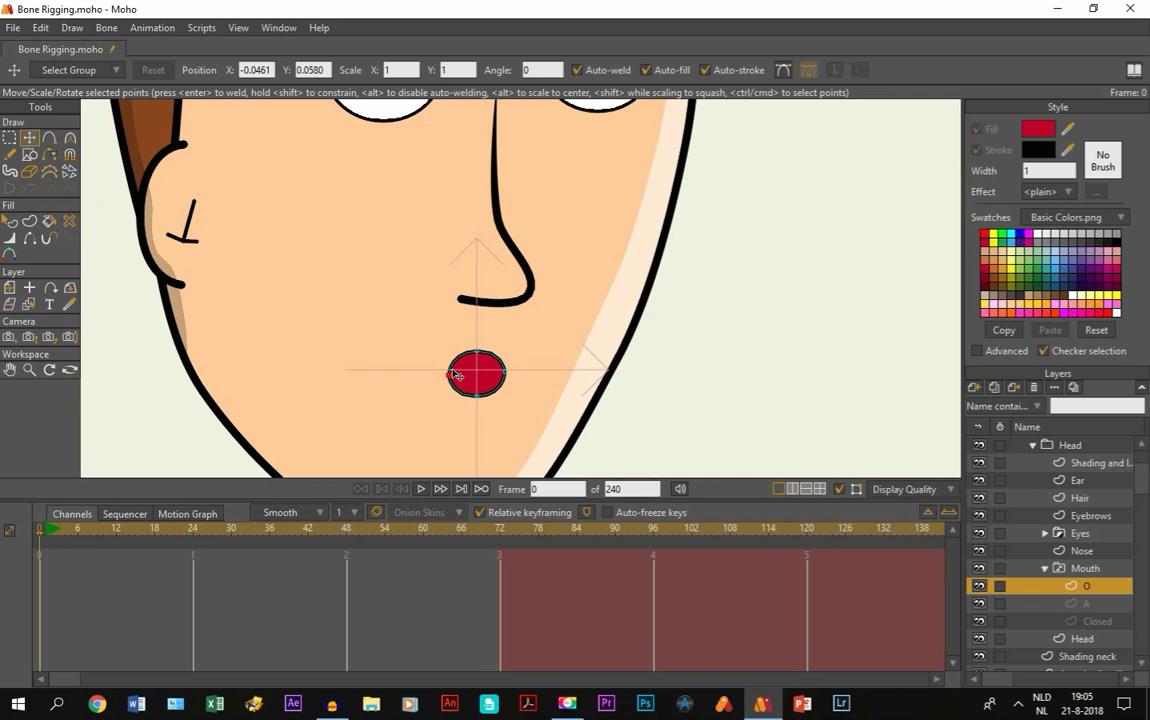 Bone Rigging.moho - Moho
File Edit Draw Bone Animation Scripts View Window Help
Bone Rigging.moho
Select Group Reset Position X: -0.0461 Y: 0.0580 Scale X: 1 Y: 1 Angle: 0 Auto-weld Auto-fill Auto-stroke
Move/Scale/Rotate selected points (press <enter> to weld, hold <shift> to constrain, <alt> to disable auto-welding, <alt> to scale to center, <shift> while scaling to squash, <ctrl/cmd> to select points) Frame: 0
Tools
Draw
Fill
Layer
Camera
Workspace
Style
Fill
Stroke
No Brush
Width 1
Effect <plain> ...
Swatches Basic Colors.png
Copy Paste Reset
Advanced Checker selection
Layers
Name contai...
Name
Head
Shading and l...
Ear
Hair
Eyebrows
Eyes
Nose
Mouth
O
A
Closed
Head
Shading neck
Frame 0 of 240 Display Quality
Channels Sequencer Motion Graph Smooth 1 Onion Skins Relative keyframing Auto-freeze keys
0 6 12 18 24 30 36 42 48 54 60 66 72 78 84 90 96 102 108 114 120 126 132 138
0 1 2 3 4 5
NLD 19:05
NL 21-8-2018